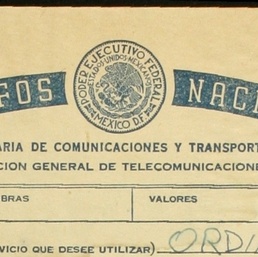 FOS NAC
PODER EJECUTIVO FEDERAL
ESTADOS UNIDOS MEXICANOS
MEXICO D.F.
ARIA DE COMUNICACIONES Y TRANSPORT
CION GENERAL DE TELECOMUNICACIONE
BRAS VALORES
VICIO QUE DESEE UTILIZAR) ORDI